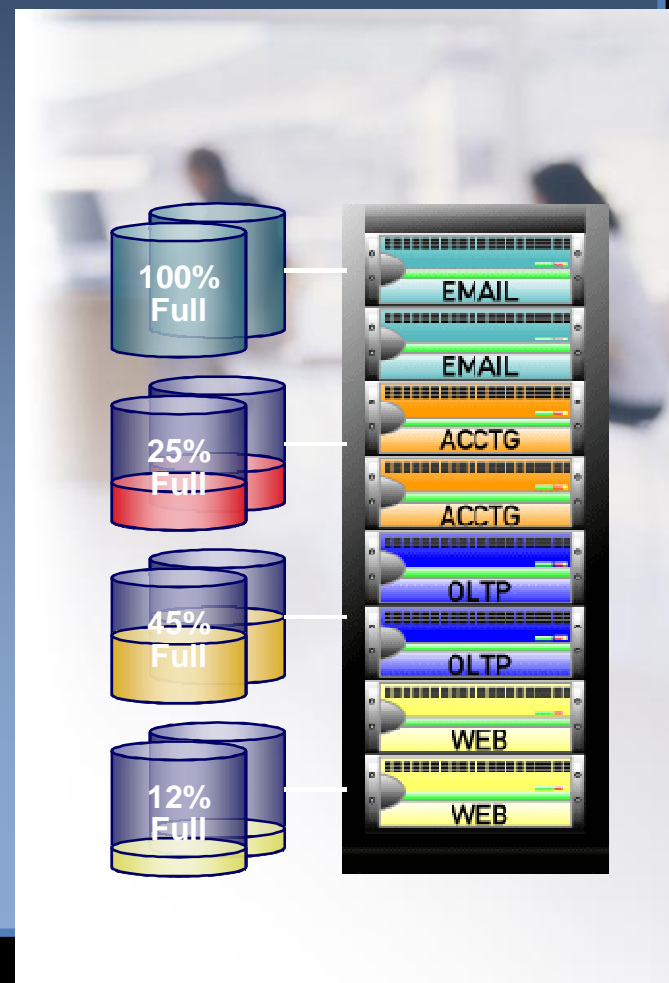 100%
Full
25%
Full
45%
Full
12%
Full
EMAIL
EMAIL
ACCTG
ACCTG
OLTP
OLTP
WEB
WEB